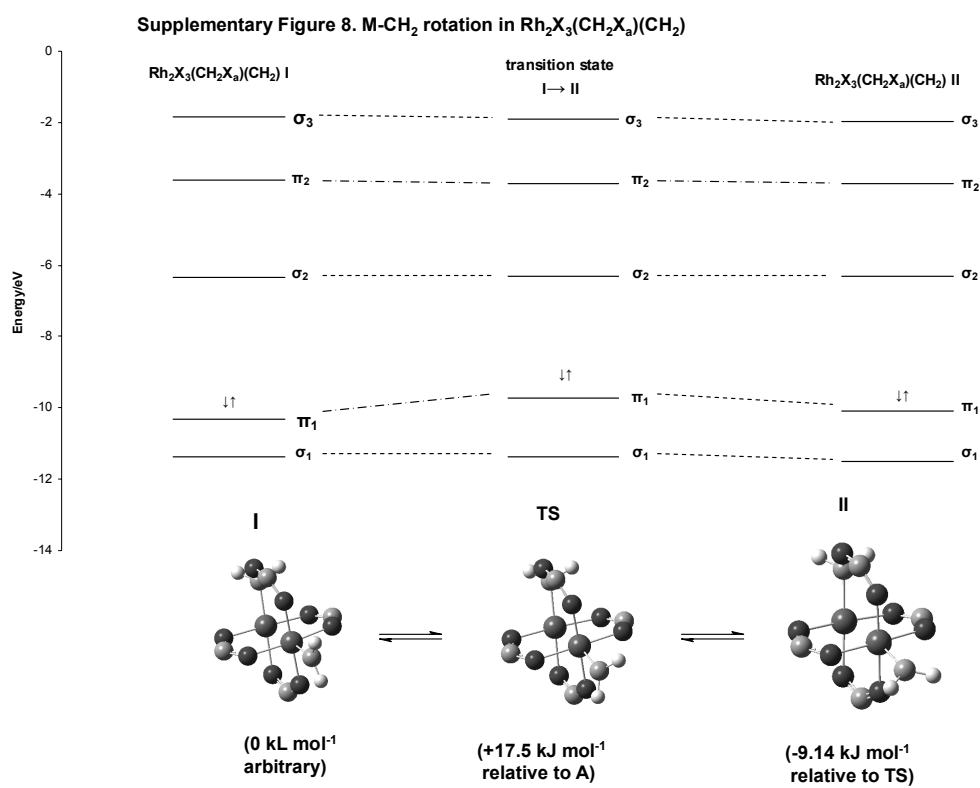 Supplementary Figure 8. M-CH₂ rotation in Rh₂X₃(CH₂Xₐ)(CH₂)
0
Rh₂X₃(CH₂Xₐ)(CH₂) I
transition state
I→ II
Rh₂X₃(CH₂Xₐ)(CH₂) II
-2
σ₃
σ₃
σ₃
-4
π₂
π₂
π₂
-6
σ₂
σ₂
σ₂
Energy/eV
-8
-10
↓↑
↓↑
↓↑
π₁
π₁
π₁
σ₁
σ₁
σ₁
-12
-14
I
TS
II
(0 kL mol⁻¹
arbitrary)
(+17.5 kJ mol⁻¹
relative to A)
(-9.14 kJ mol⁻¹
relative to TS)